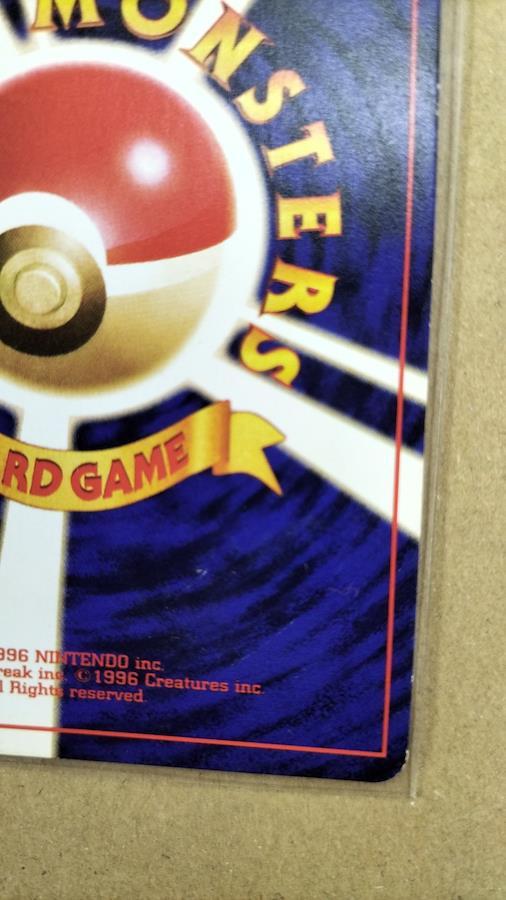 MONSTERS
RD GAME
996 NINTENDO inc.
reak inc. ©1996 Creatures inc.
l Rights reserved.